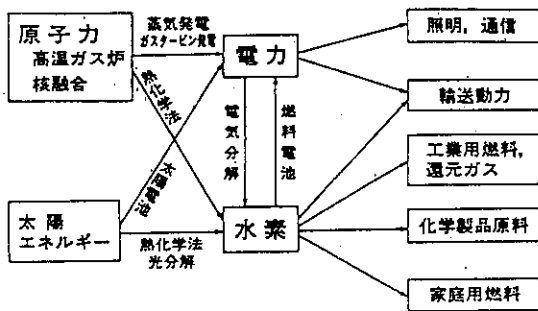 原子力
高温ガス炉
核融合
蒸気発電
ガスタービン発電
電力
照明，通信
輸送動力
熱化学法
電気分解
燃料電池
工業用燃料，
還元ガス
太陽
エネルギー
熱化学法
光分解
水素
化学製品原料
家庭用燃料